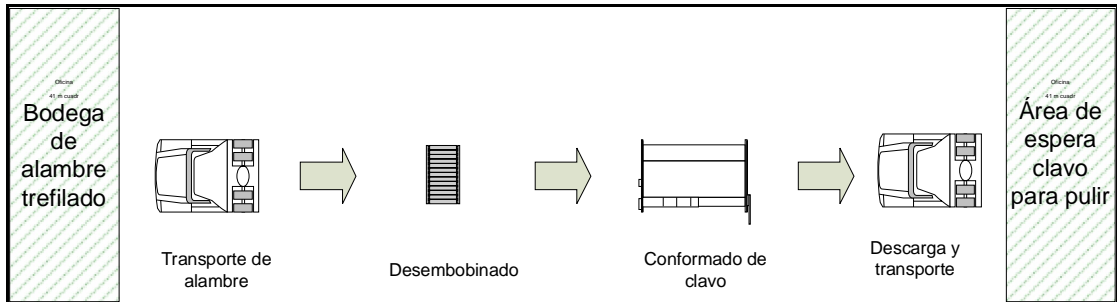 Oficina
41 m cuadr
Bodega
de
alambre
trefilado
Transporte de
alambre
Desembobinado
Conformado de
clavo
Descarga y
transporte
Oficina
41 m cuadr
Área de
espera
clavo
para pulir